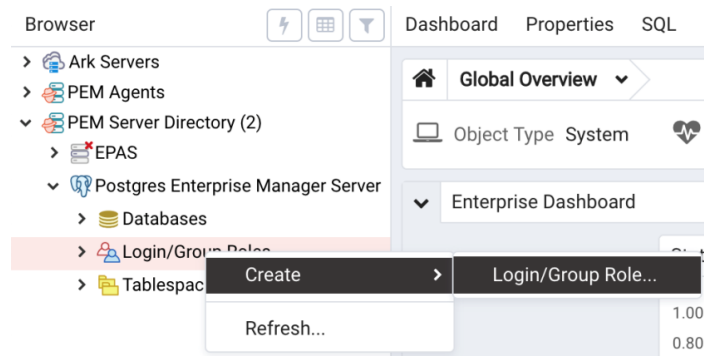 Browser
Dashboard Properties SQL
Ark Servers
PEM Agents
PEM Server Directory (2)
EPAS
Postgres Enterprise Manager Server
Databases
Login/Group Roles
Tablespac
Create
Login/Group Role...
Refresh...
Global Overview
Object Type System
Enterprise Dashboard
1.00
0.80